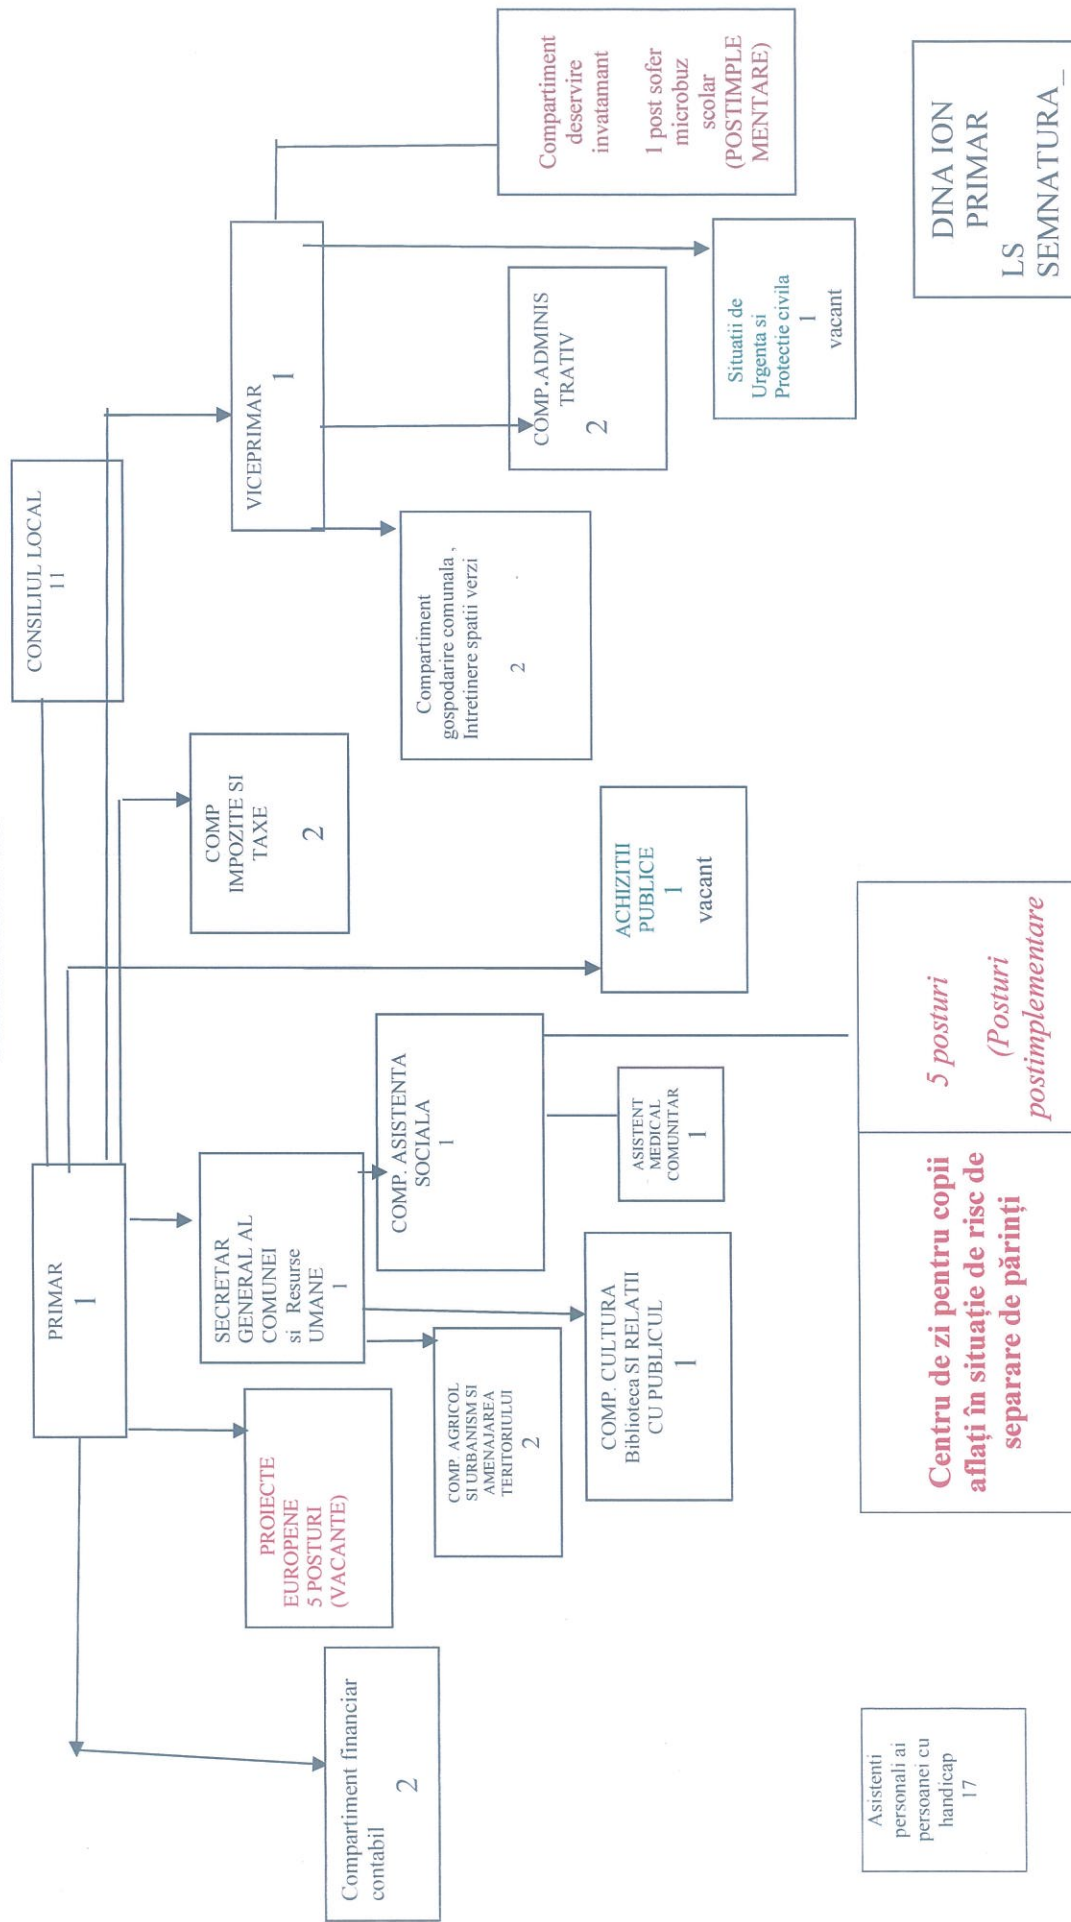 CONSILIUL LOCAL
11
PRIMAR
1
VICEPRIMAR
1
COMP
IMPOZITE SI
TAXE
2
SECRETAR
GENERAL AL
COMUNEI
si Resurse
UMANE
1
PROIECTE
EUROPENE
5 POSTURI
(VACANTE)
Compartiment financiar
contabil
2
COMP. ASISTENTA
SOCIALA
1
Compartiment
gospodarire comunala ,
Intretinere spatii verzi
2
COMP.ADMINIS
TRATIV
2
Compartiment
deservire
invatamant
1 post sofer
microbuz
scolar
(POSTIMPLE
MENTARE)
COMP. AGRICOL
SI URBANISM SI
AMENAJAREA
TERITORIULUI
2
COMP. CULTURA
Biblioteca SI RELATII
CU PUBLICUL
1
ASISTENT
MEDICAL
COMUNITAR
1
ACHIZITII
PUBLICE
1
vacant
Situatii de
Urgenta si
Protectie civila
1
vacant
Asistenti
personali ai
persoanei cu
handicap
17
Centru de zi pentru copii
aflați în situație de risc de
separare de părinți
5 posturi
(Posturi
postimplementare
DINA ION
PRIMAR
LS
SEMNATURA_